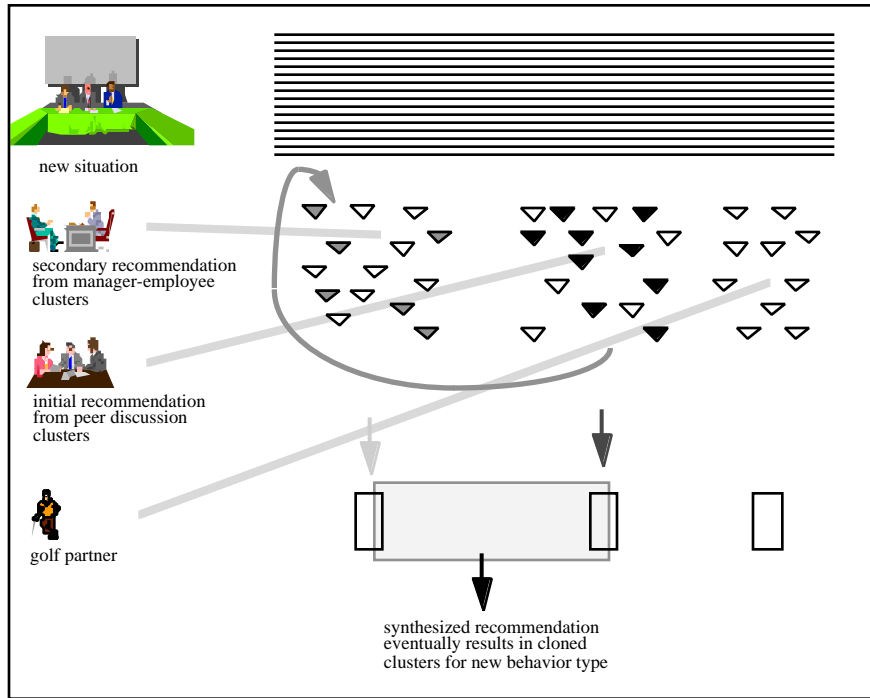 new situation
secondary recommendation
from manager-employee
clusters
initial recommendation
from peer discussion
clusters
golf partner
synthesized recommendation
eventually results in cloned
clusters for new behavior type